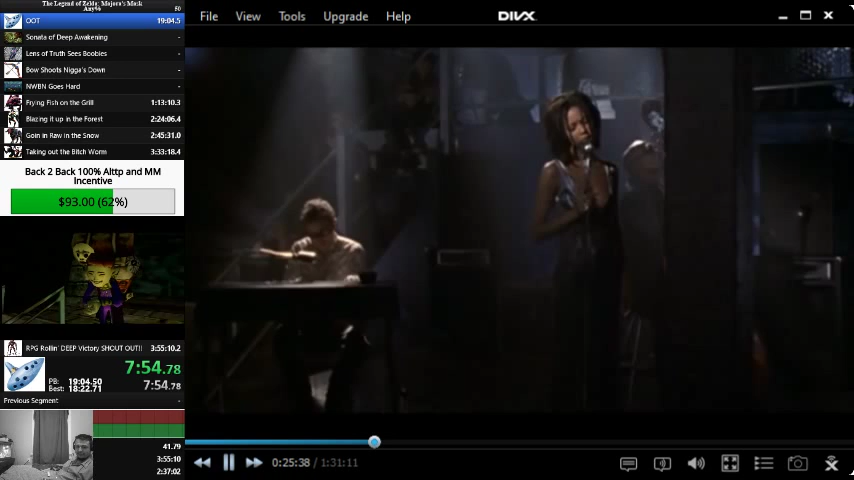 The Legend of Zelda: Majora's Mask
Any%
50
OOT 19:04.5
Sonata of Deep Awakening -
Lens of Truth Sees Boobies -
Bow Shoots Nigga's Down -
NWBN Goes Hard -
Frying Fish on the Grill 1:13:10.3
Blazing it up in the Forest 2:24:06.4
Goin in Raw in the Snow 2:45:31.0
Taking out the Bitch Worm 3:33:18.4
Back 2 Back 100% Alttp and MM
Incentive
$93.00 (62%)
RPG Rollin' DEEP Victory SHOUT OUT!! 3:55:10.2
7:54.78
PB: 19:04.50
Best: 18:22.71
7:54.78
Previous Segment -
41.79
3:55:10
2:37:02
File View Tools Upgrade Help
DIVX
0:25:38 / 1:31:11